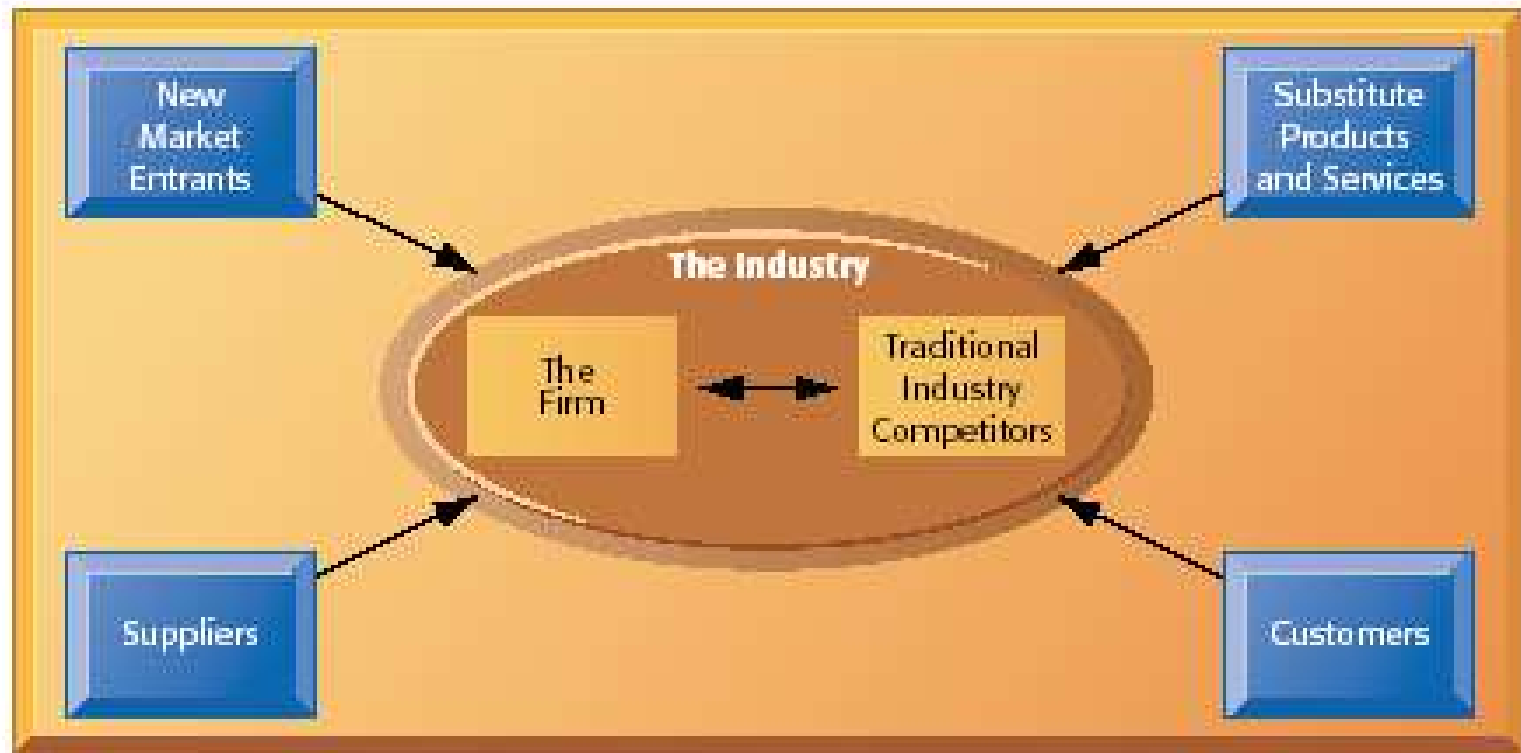 New
Market
Entrants
Substitute
Products
and Services
The Industry
The
Firm
Traditional
Industry
Competitors
Suppliers
Customers